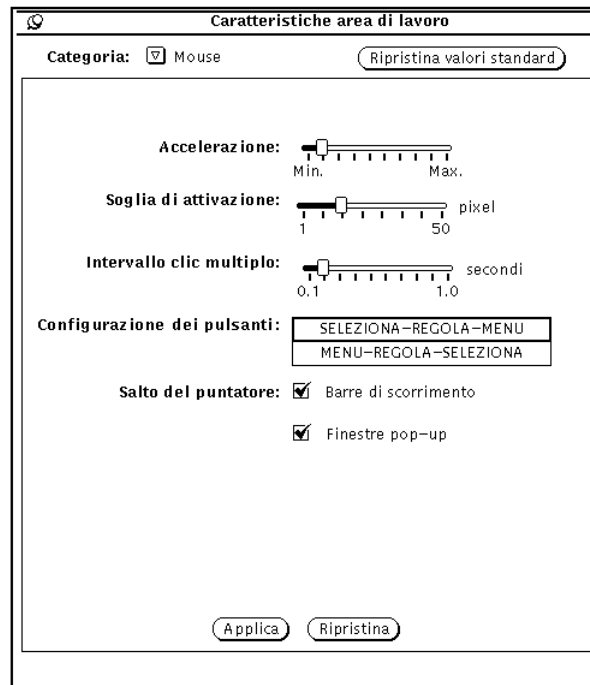 Caratteristiche area di lavoro
Categoria: Mouse Ripristina valori standard
Accelerazione:
Min. Max.
Soglia di attivazione: pixel
1 50
Intervallo clic multiplo: secondi
0.1 1.0
Configurazione dei pulsanti: SELEZIONA-REGOLA-MENU
MENU-REGOLA-SELEZIONA
Salto del puntatore: Barre di scorrimento
Finestre pop-up
Applica Ripristina